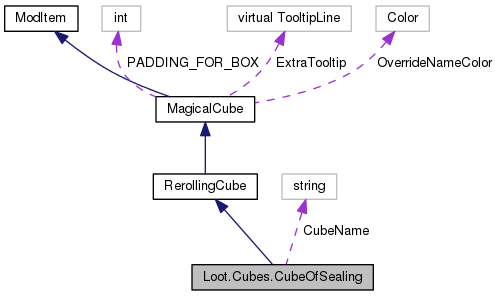 ModItem
int
virtual TooltipLine
Color
PADDING_FOR_BOX
ExtraTooltip
OverrideNameColor
MagicalCube
RerollingCube
string
CubeName
Loot.Cubes.CubeOfSealing